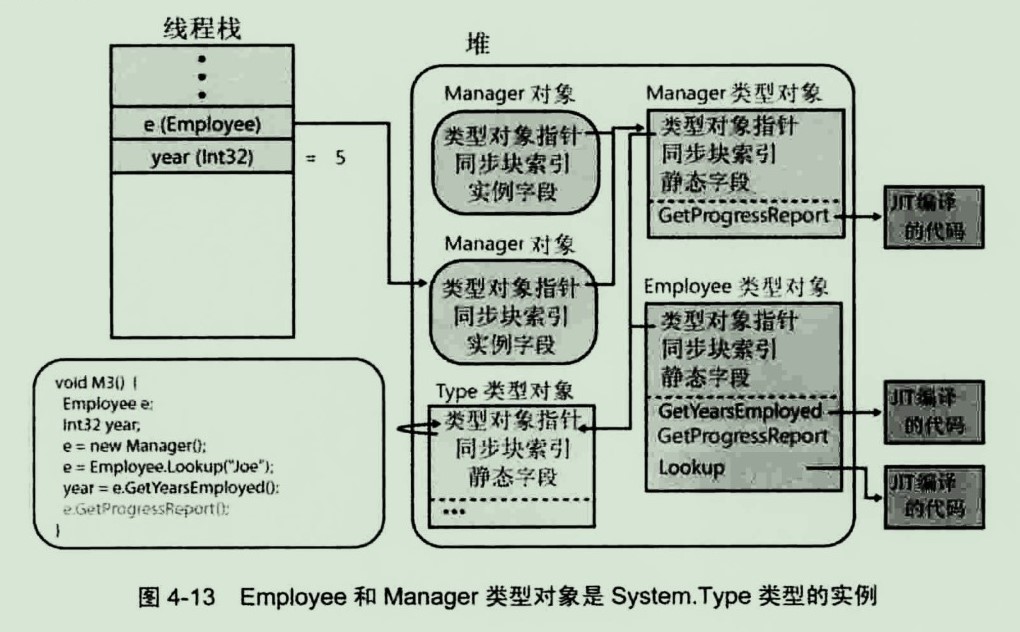 线程栈
e (Employee)
year (Int32)
= 5
堆
Manager 对象
类型对象指针
同步块索引
实例字段
Manager 对象
类型对象指针
同步块索引
实例字段
Type 类型对象
类型对象指针
同步块索引
静态字段
•••
Manager 类型对象
类型对象指针
同步块索引
静态字段
GetProgressReport
JIT编译
的代码
Employee 类型对象
类型对象指针
同步块索引
静态字段
GetYearsEmployed
GetProgressReport
Lookup
JIT编译
的代码
JIT编译
的代码
void M3() {
Employee e;
Int32 year;
e = new Manager();
e = Employee.Lookup("Joe");
year = e.GetYearsEmployed();
e.GetProgressReport();
}
图 4-13 Employee 和 Manager 类型对象是 System.Type 类型的实例